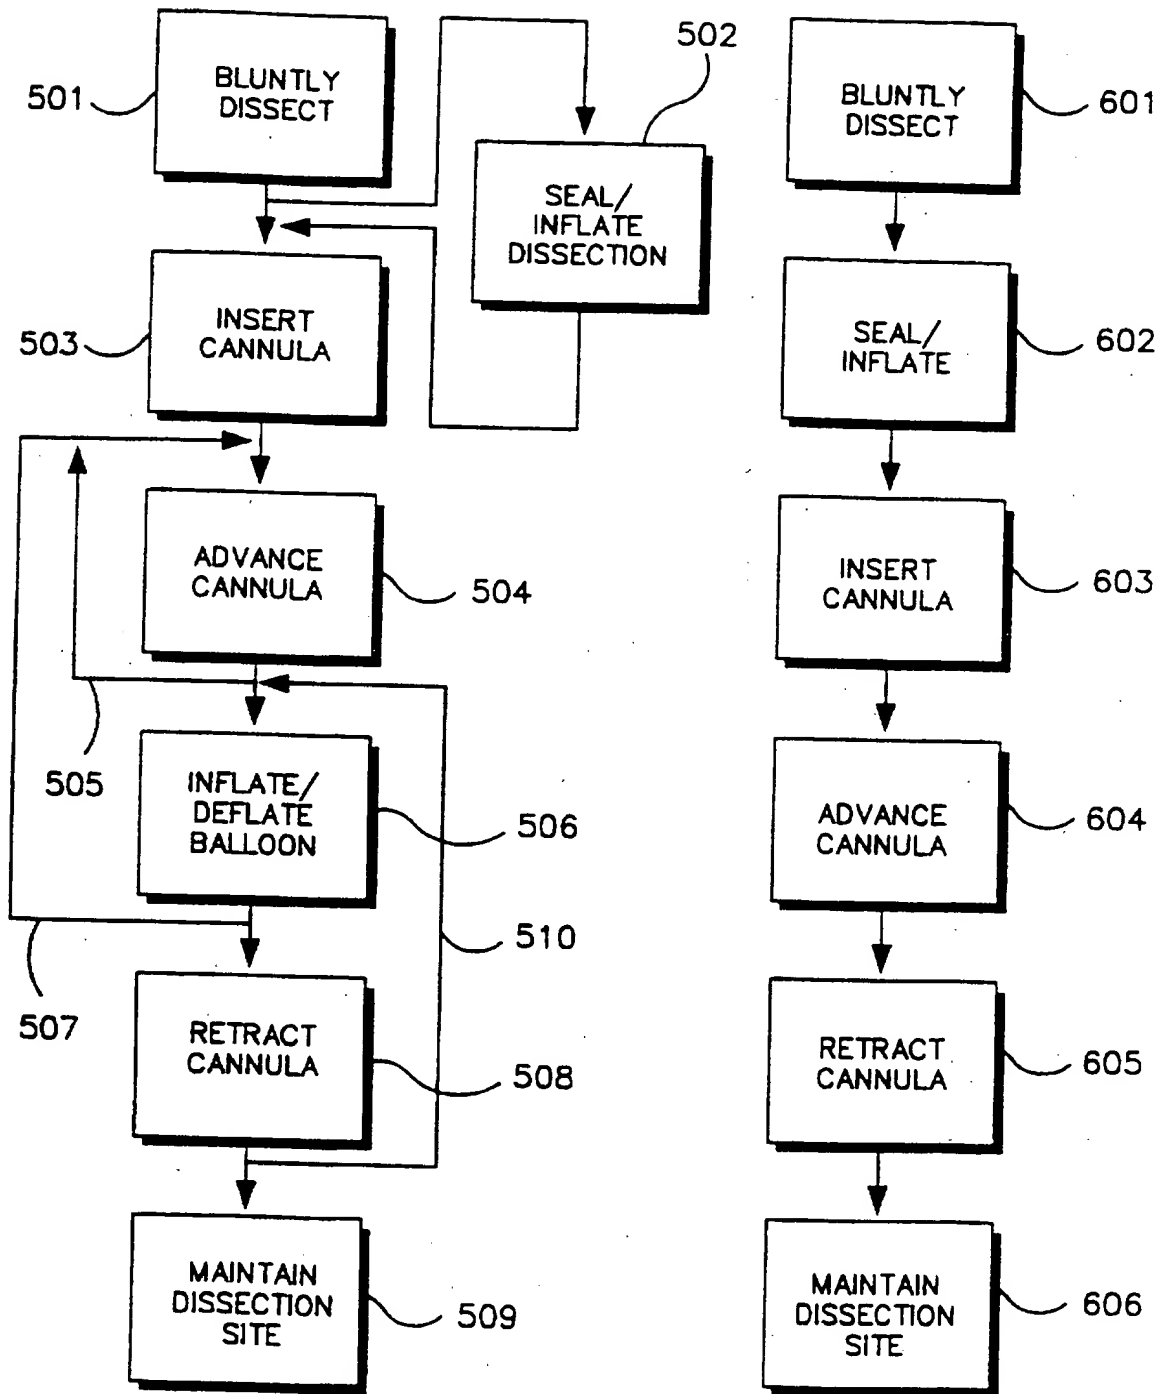 BLUNTLY
DISSECT
501
502
SEAL/
INFLATE
DISSECTION
INSERT
CANNULA
503
ADVANCE
CANNULA
504
505
INFLATE/
DEFLATE
BALLOON
506
510
507
RETRACT
CANNULA
508
MAINTAIN
DISSECTION
SITE
509
BLUNTLY
DISSECT
601
SEAL/
INFLATE
602
INSERT
CANNULA
603
ADVANCE
CANNULA
604
RETRACT
CANNULA
605
MAINTAIN
DISSECTION
SITE
606